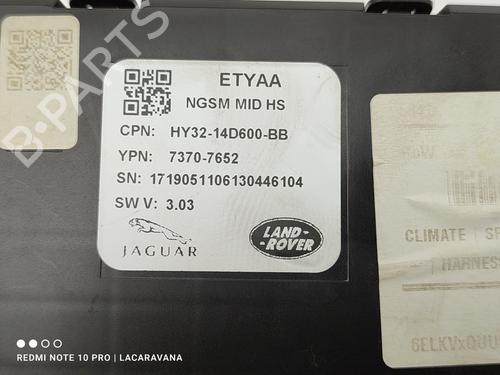 ETYAA
NGSM MID HS
CPN: HY32-14D600-BB
YPN: 7370-7652
SN: 1719051106130446104
SW V: 3.03
JAGUAR
LAND-
ROVER
CLIMATE
HARNESS
B-PARTS
REDMI NOTE 10 PRO | LACARAVANA